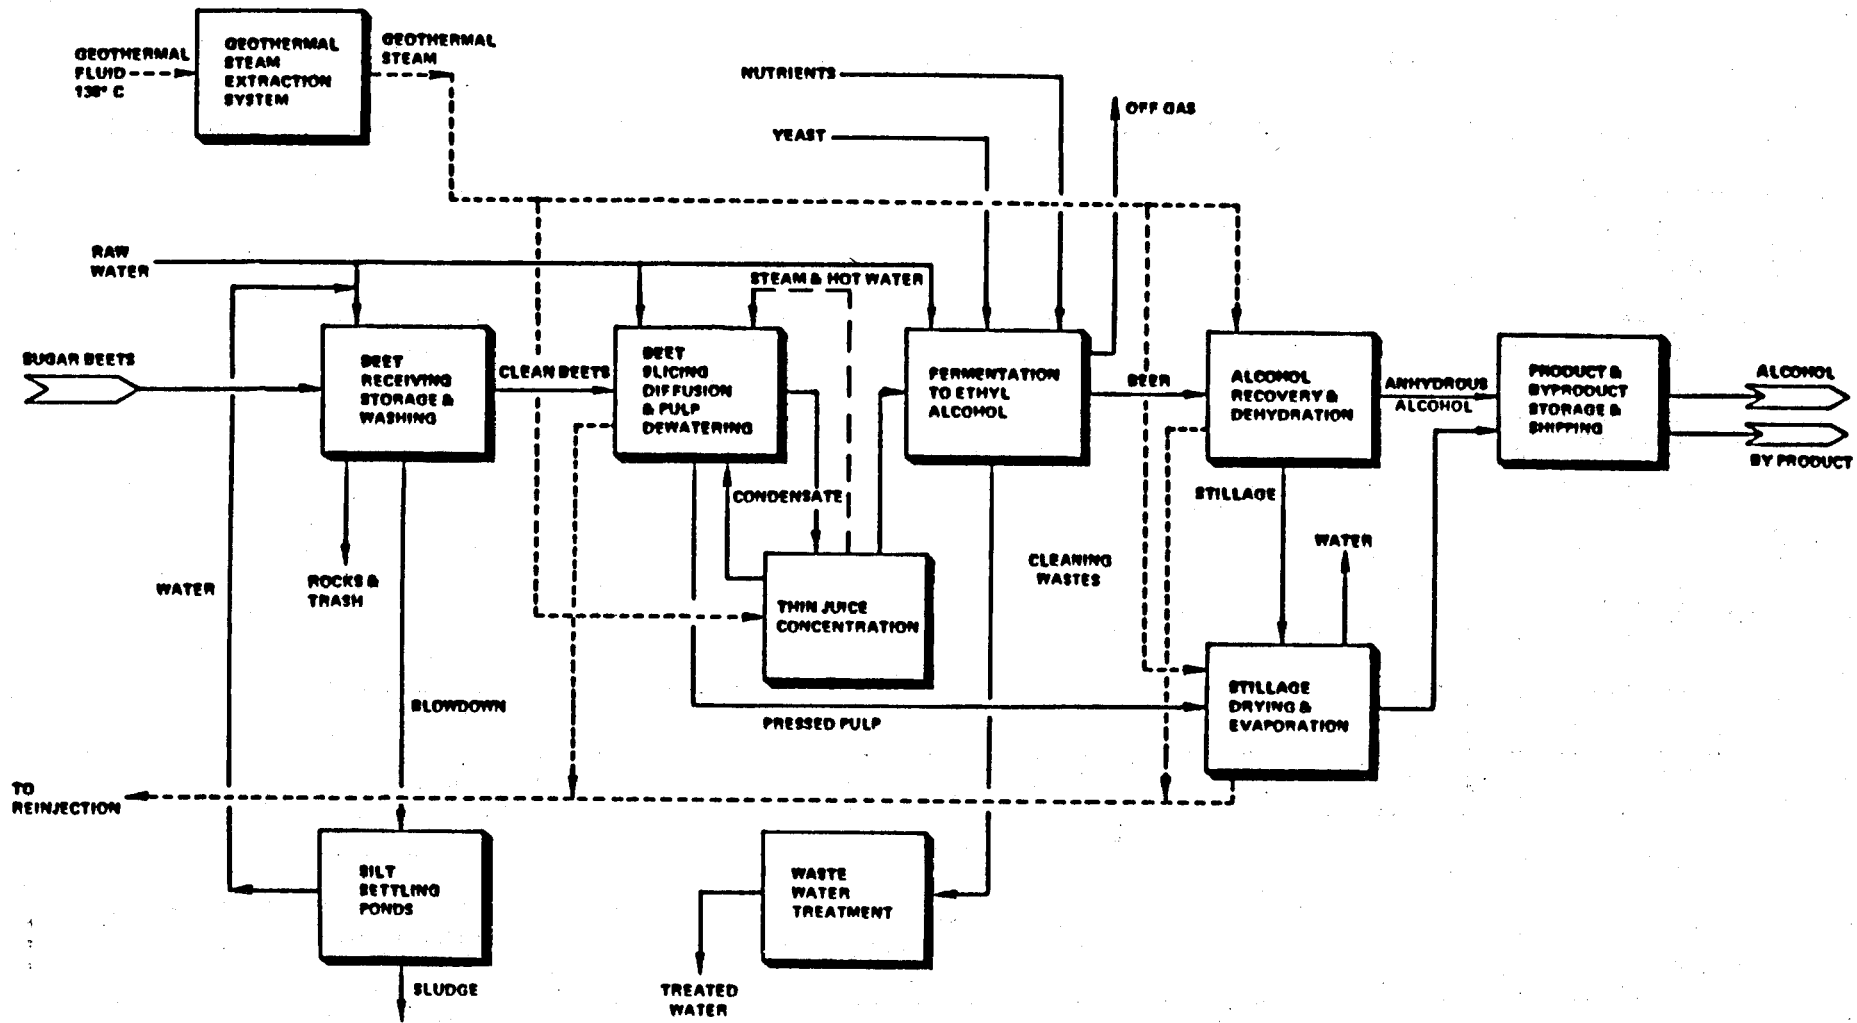 GEOTHERMAL
FLUID
138° C
GEOTHERMAL
STEAM
EXTRACTION
SYSTEM
GEOTHERMAL
STEAM
NUTRIENTS
YEAST
OFF GAS
RAW
WATER
STEAM & HOT WATER
SUGAR BEETS
BEET
RECEIVING
STORAGE &
WASHING
CLEAN BEETS
BEET
SLICING
DIFFUSION
& PULP
DEWATERING
FERMENTATION
TO ETHYL
ALCOHOL
BEER
ALCOHOL
RECOVERY &
DEHYDRATION
ANHYDROUS
ALCOHOL
PRODUCT &
BYPRODUCT
STORAGE &
SHIPPING
ALCOHOL
BY PRODUCT
CONDENSATE
STILLAGE
WATER
ROCKS &
TRASH
WATER
CLEANING
WASTES
THIN JUICE
CONCENTRATION
BLOWDOWN
PRESSED PULP
STILLAGE
DRYING &
EVAPORATION
TO
REINJECTION
SILT
SETTLING
PONDS
WASTE
WATER
TREATMENT
SLUDGE
TREATED
WATER